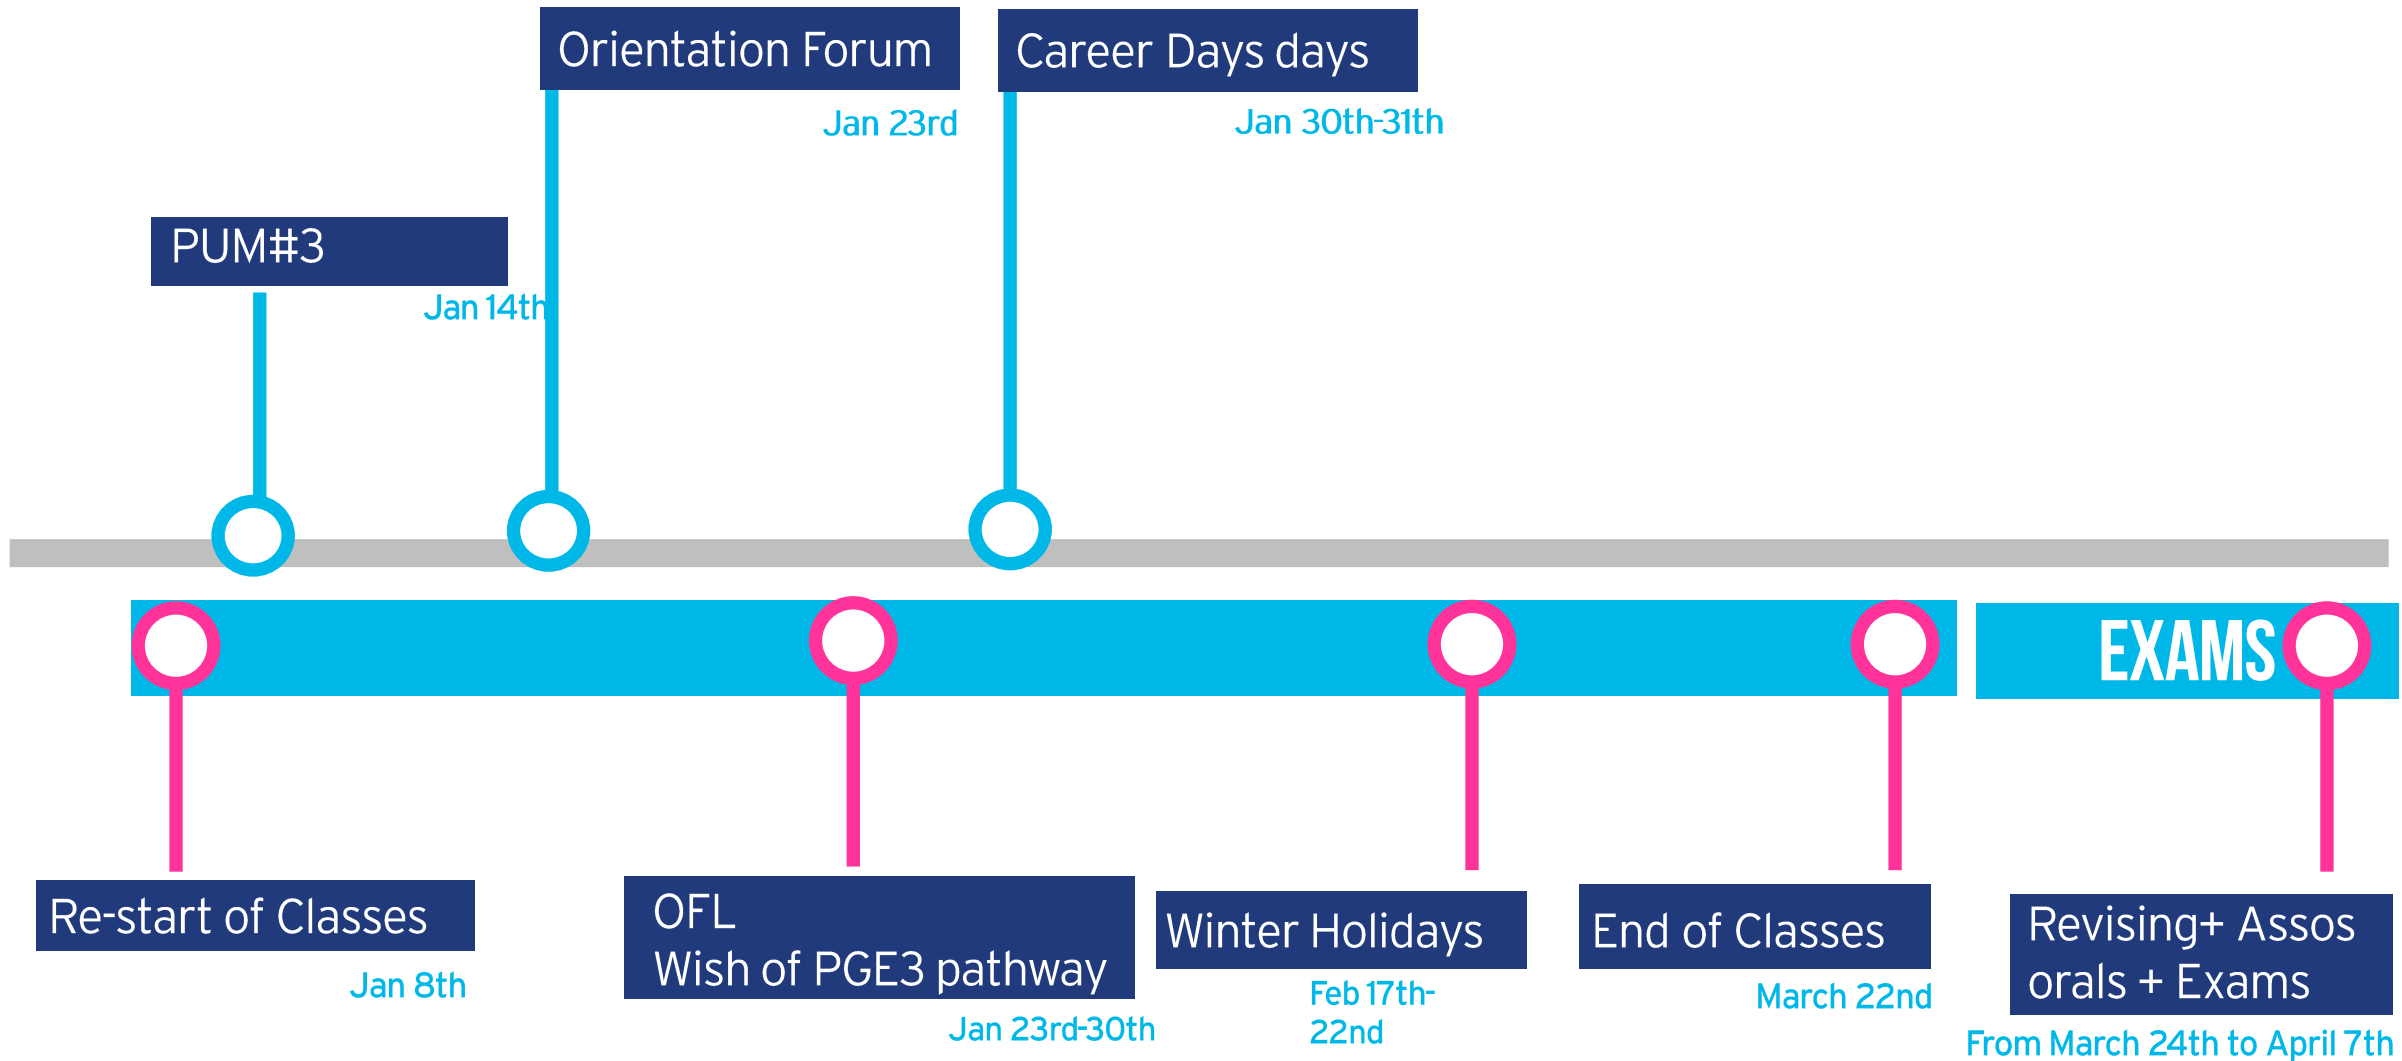 Orientation Forum
Jan 23rd
Career Days days
Jan 30th-31th
PUM#3
Jan 14th
EXAMS
Re-start of Classes
Jan 8th
OFL
Wish of PGE3 pathway
Jan 23rd-30th
Winter Holidays
Feb 17th-
22nd
End of Classes
March 22nd
Revising+ Assos
orals + Exams
From March 24th to April 7th